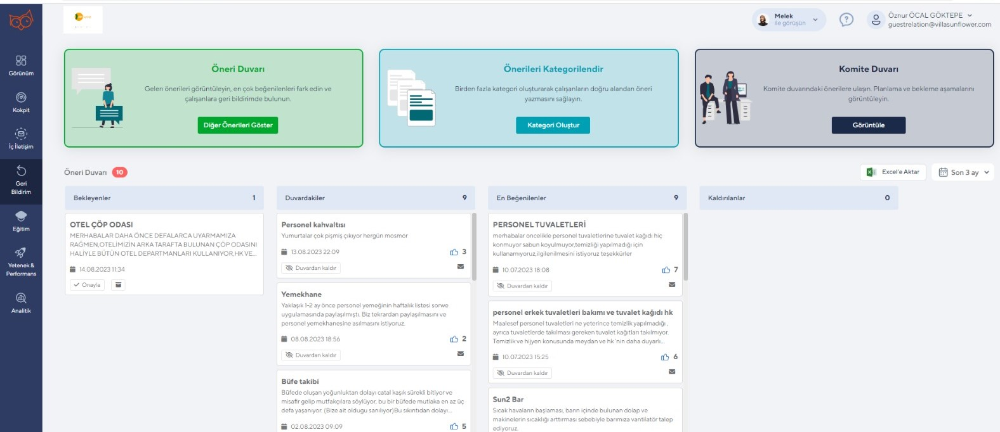 Melek
ile görüşün
Öznur ÖCAL GÖKTEPE
guestrelation@villasunflower.com
Görünüm
Kokpit
İç İletişim
Geri
Bildirim
Eğitim
Yetenek &
Performans
Analitik
Öneri Duvarı
Gelen önerileri görüntüleyin, en çok beğenilenleri fark edin ve
çalışanlara geri bildirimde bulunun.
Diğer Önerileri Göster
Önerileri Kategorilendir
Birden fazla kategori oluşturarak çalışanların doğru alandan öneri
yazmasını sağlayın.
Kategori Oluştur
Komite Duvarı
Komite duvarındaki önerilere ulaşın. Planlama ve bekleme aşamalarını
görüntüleyin.
Görüntüle
Öneri Duvarı 10
Excel'e Aktar
Son 3 ay
Bekleyenler 1
OTEL ÇÖP ODASI
MERHABALAR DAHA ÖNCE DEFALARCA UYARMAMIZA
RAĞMEN,OTELİMİZİN ARKA TARAFTA BULUNAN ÇÖP ODASINI
HALİYLE BÜTÜN OTEL DEPARTMANLARI KULLANIYOR,HK VE...
14.08.2023 11:34
Onayla
Duvardakiler 9
Personel kahvaltısı
Yumurtalar çok pişmiş çıkıyor hergün mosmor
13.08.2023 22:09 3
Duvardan kaldır
Yemekhane
Yaklaşık 1-2 ay önce personel yemeğinin haftalık listesi sorwe
uygulamasında paylaşılmıştı. Biz tekrardan paylaşılmasını ve
personel yemekhanesine asılmasını istiyoruz.
08.08.2023 18:56 2
Duvardan kaldır
Büfe takibi
Büfede oluşan yoğunluktan dolayı catal kaşık sürekli bitiyor ve
misafir gelip mutfakçılara söylüyor, bu bir büfede mutlaka en az üç
defa yaşanıyor. (Bize ait oldugu sanılıyor)Bu sıkıntıdan dolayı...
02.08.2023 09:09 5
En Beğenilenler 9
PERSONEL TUVALETLERİ
merhabalar oncelikle personel tuvaletlerine tuvalet kağıdı hiç
konmuyor sabun koyulmuyor,temizliği yapılmadığı için
kullanamıyoruz,ilgilenilmesini istiyoruz teşekkürler
10.07.2023 18:08 7
Duvardan kaldır
personel erkek tuvaletleri bakımı ve tuvalet kağıdı hk
Maalesef personel tuvaletleri ne yeterince temizlik yapılmadığı ,
ayrıca tuvaletlerde takılması gereken tuvalet kağıtları takılmıyor.
Temizlik ve hijyen konusunda meydan ve hk 'nin daha duyarlı...
10.07.2023 15:25 6
Duvardan kaldır
Sun2 Bar
Sıcak havaların başlaması, barın içinde bulunan dolap ve
makinelerin sıcaklığı arttırması sebebiyle barımıza vantilatör talep
ediyoruz.
Kaldırılanlar 0